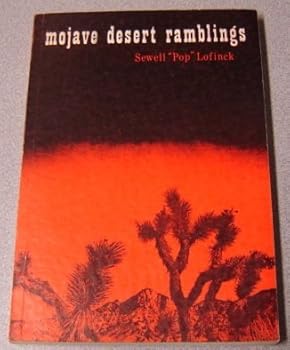 mojave desert ramblings
Sewell "Pop" Lofinck